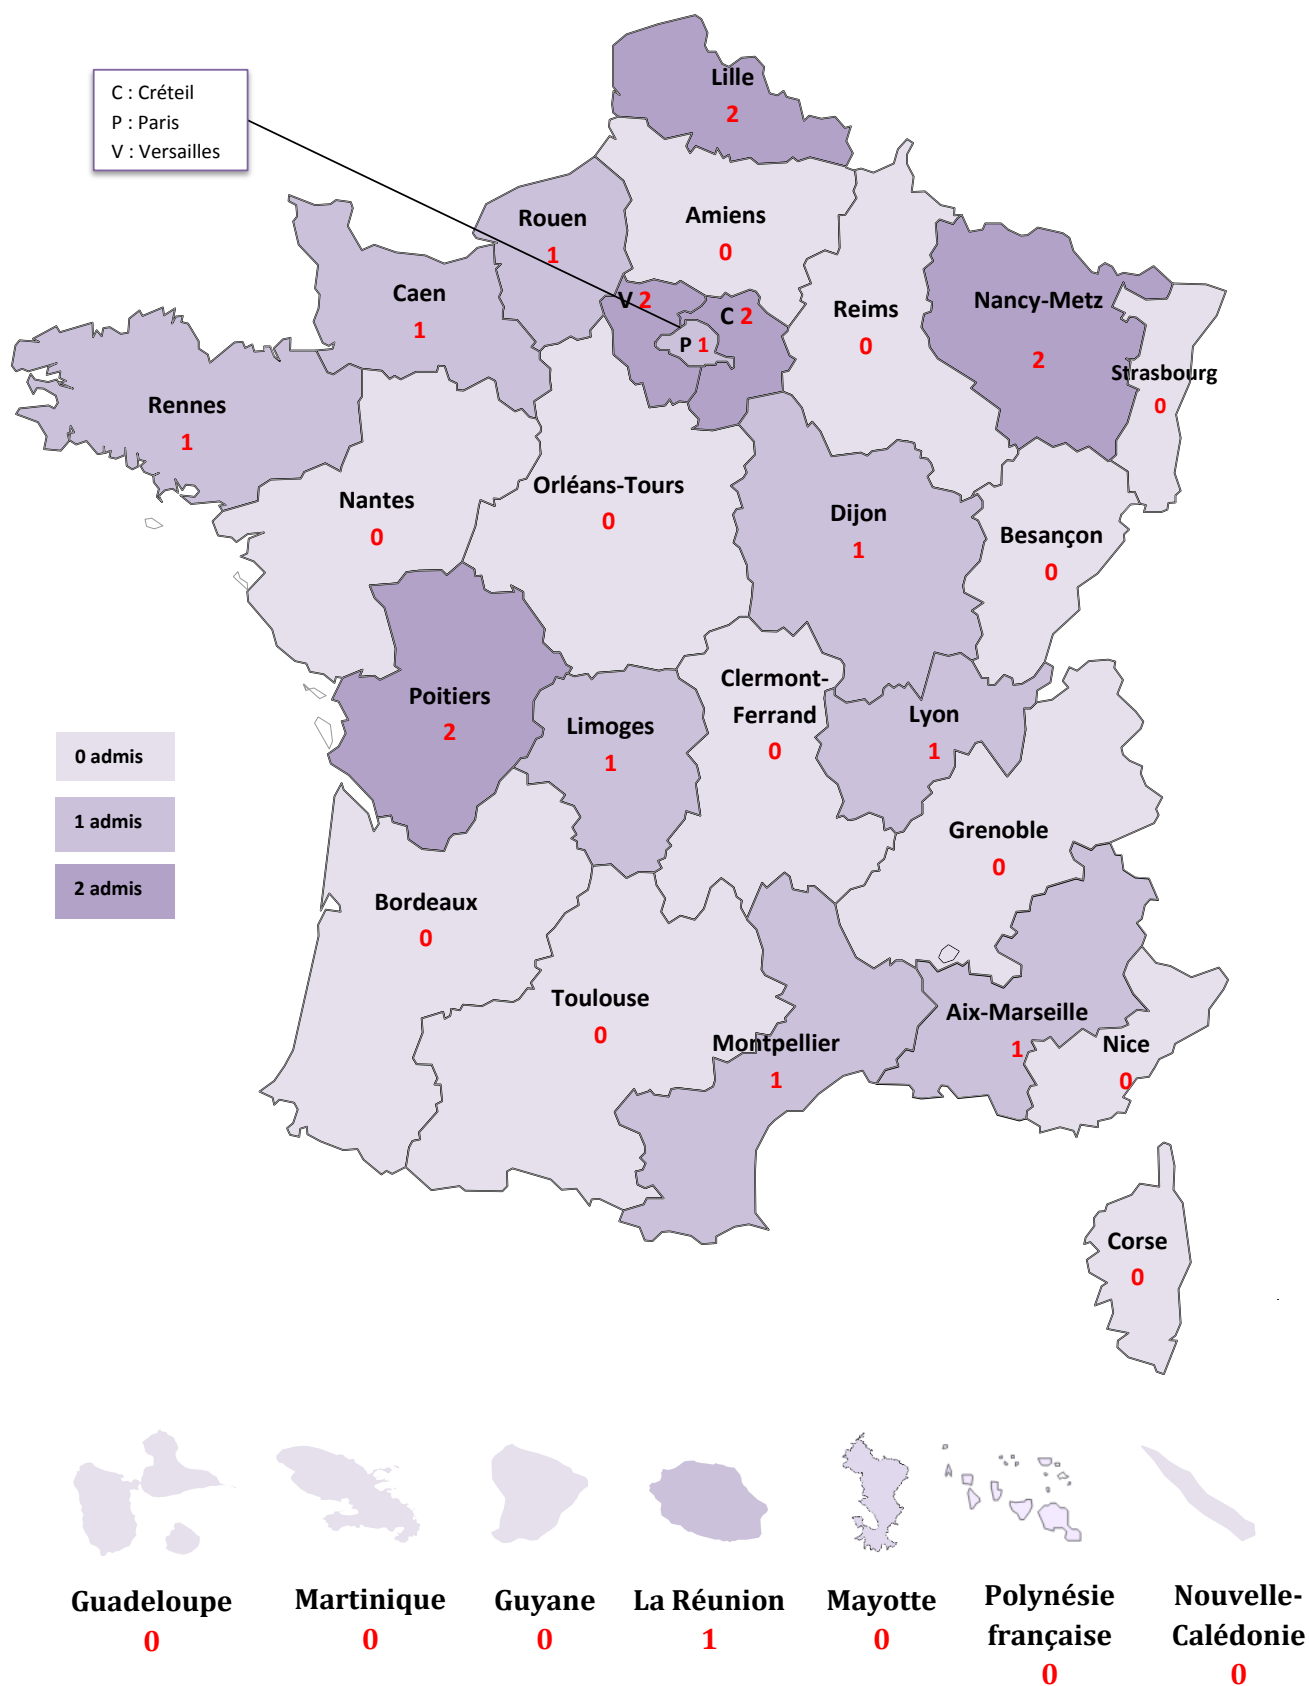 Lille
2
C : Créteil
P : Paris
V : Versailles
Rouen
1
Amiens
0
Caen
1
V 2
C 2
P 1
Reims
0
Nancy-Metz
2
Strasbourg
0
Rennes
1
Nantes
0
Orléans-Tours
0
Dijon
1
Besançon
0
Poitiers
2
Limoges
1
Clermont-
Ferrand
0
Lyon
1
0 admis
1 admis
2 admis
Grenoble
0
Bordeaux
0
Toulouse
0
Montpellier
1
Aix-Marseille
1
Nice
0
Corse
0
Guadeloupe
0
Martinique
0
Guyane
0
La Réunion
1
Mayotte
0
Polynésie
française
0
Nouvelle-
Calédonie
0